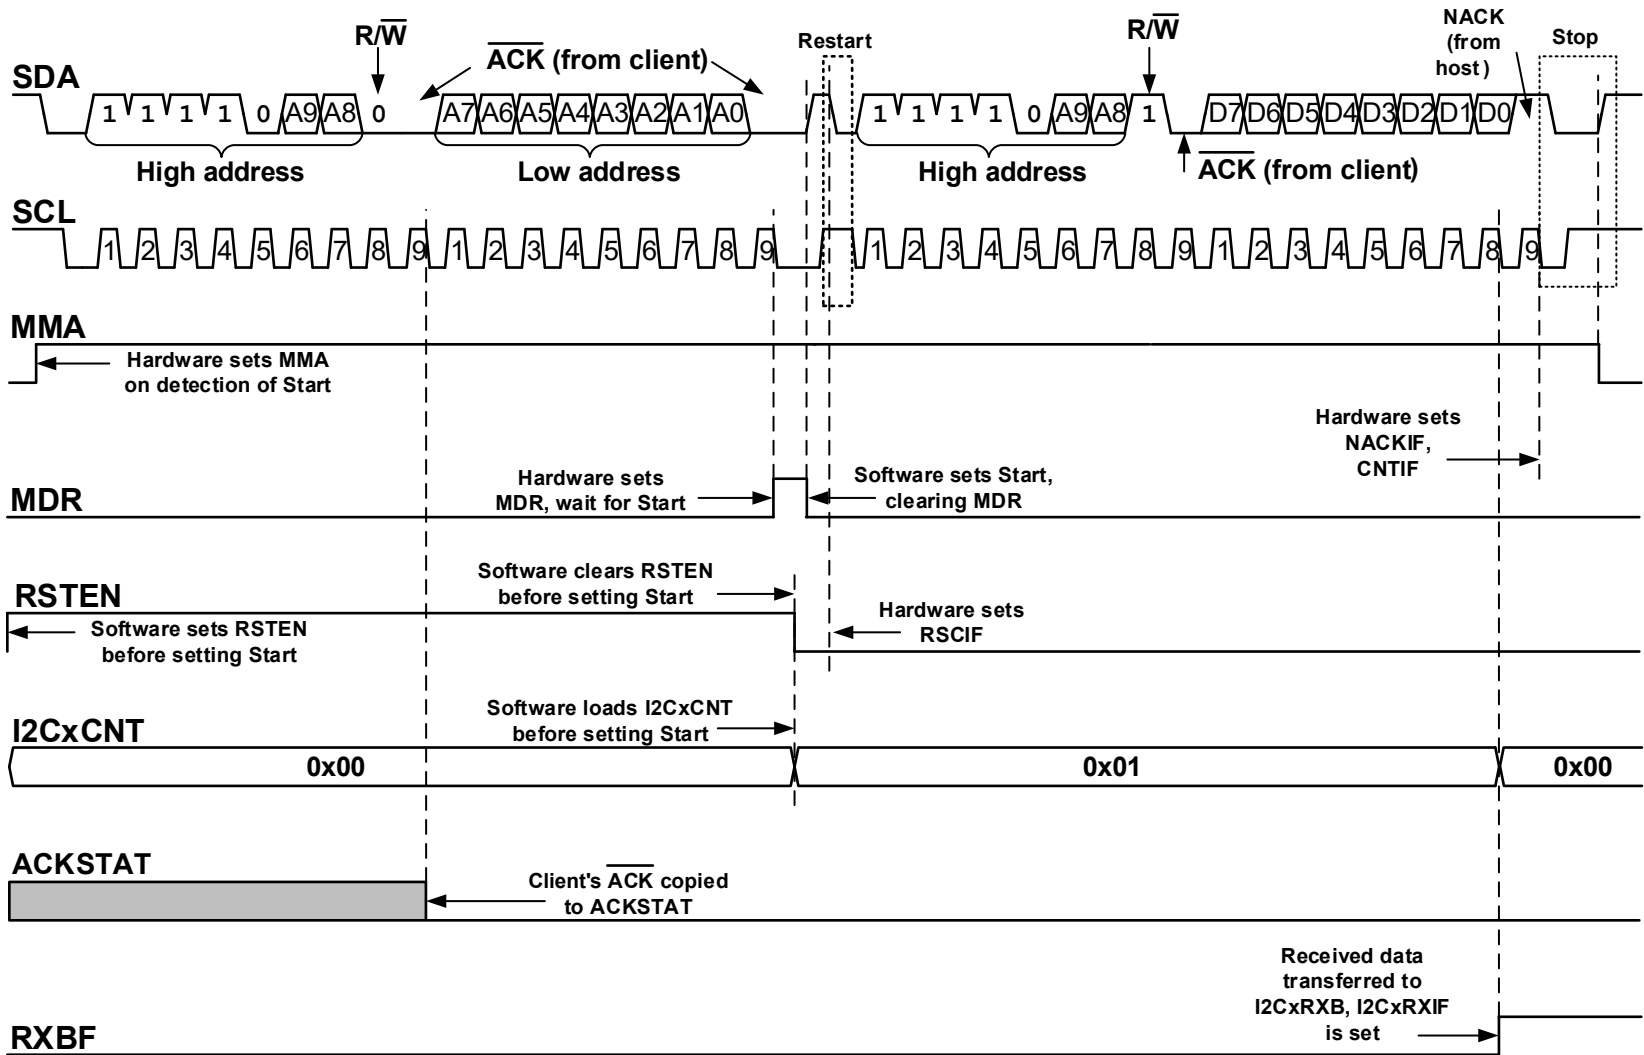 R/W
R/W
NACK
(from
host )
Restart
Stop
ACK (from client)
SDA
1 1 1 1 0 A9 A8 0 A7 A6 A5 A4 A3 A2 A1 A0 1 1 1 1 0 A9 A8 1 D7 D6 D5 D4 D3 D2 D1 D0
High address
Low address
High address
ACK (from client)
SCL
1 2 3 4 5 6 7 8 9 1 2 3 4 5 6 7 8 9 1 2 3 4 5 6 7 8 9 1 2 3 4 5 6 7 8 9
MMA
Hardware sets MMA
on detection of Start
Hardware sets
NACKIF,
CNTIF
MDR
Hardware sets
MDR, wait for Start
Software sets Start,
clearing MDR
RSTEN
Software clears RSTEN
before setting Start
Software sets RSTEN
before setting Start
Hardware sets
RSCIF
I2CxCNT
Software loads I2CxCNT
before setting Start
0x00 0x01 0x00
ACKSTAT
Client's ACK copied
to ACKSTAT
Received data
transferred to
I2CxRXB, I2CxRXIF
is set
RXBF